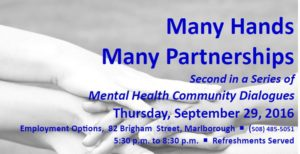 Many Hands
Many Partnerships
Second in a Series of
Mental Health Community Dialogues
Thursday, September 29, 2016
Employment Options, 82 Brigham Street, Marlborough ▪ (508) 485-5051
5:30 p.m. to 8:30 p.m. ▪ Refreshments Served